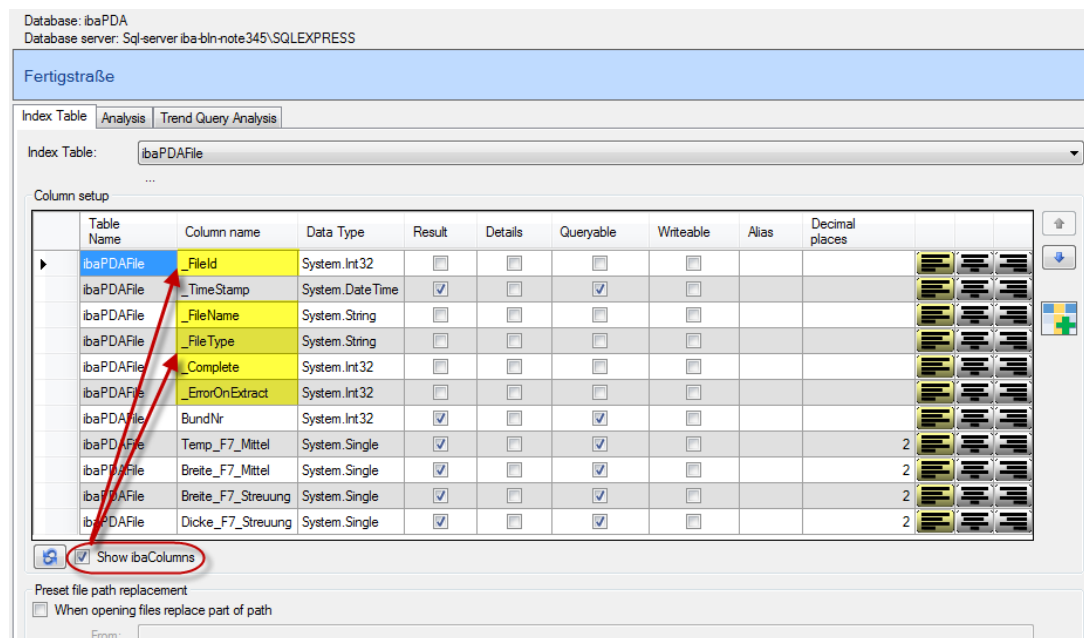 Database: ibaPDA
Database server: Sql-server iba-bln-note345\SQLEXPRESS
Fertigstraße
Index Table Analysis Trend Query Analysis
Index Table: ibaPDAFile
...
Column setup
Table Name Column name Data Type Result Details Queryable Writeable Alias Decimal places
ibaPDAFile _FileId System.Int32
ibaPDAFile _TimeStamp System.DateTime
ibaPDAFile _FileName System.String
ibaPDAFile _FileType System.String
ibaPDAFile _Complete System.Int32
ibaPDAFile _ErrorOnExtract System.Int32
ibaPDAFile BundNr System.Int32
ibaPDAFile Temp_F7_Mittel System.Single 2
ibaPDAFile Breite_F7_Mittel System.Single 2
ibaPDAFile Breite_F7_Streuung System.Single 2
ibaPDAFile Dicke_F7_Streuung System.Single 2
Show ibaColumns
Preset file path replacement
When opening files replace part of path
From: